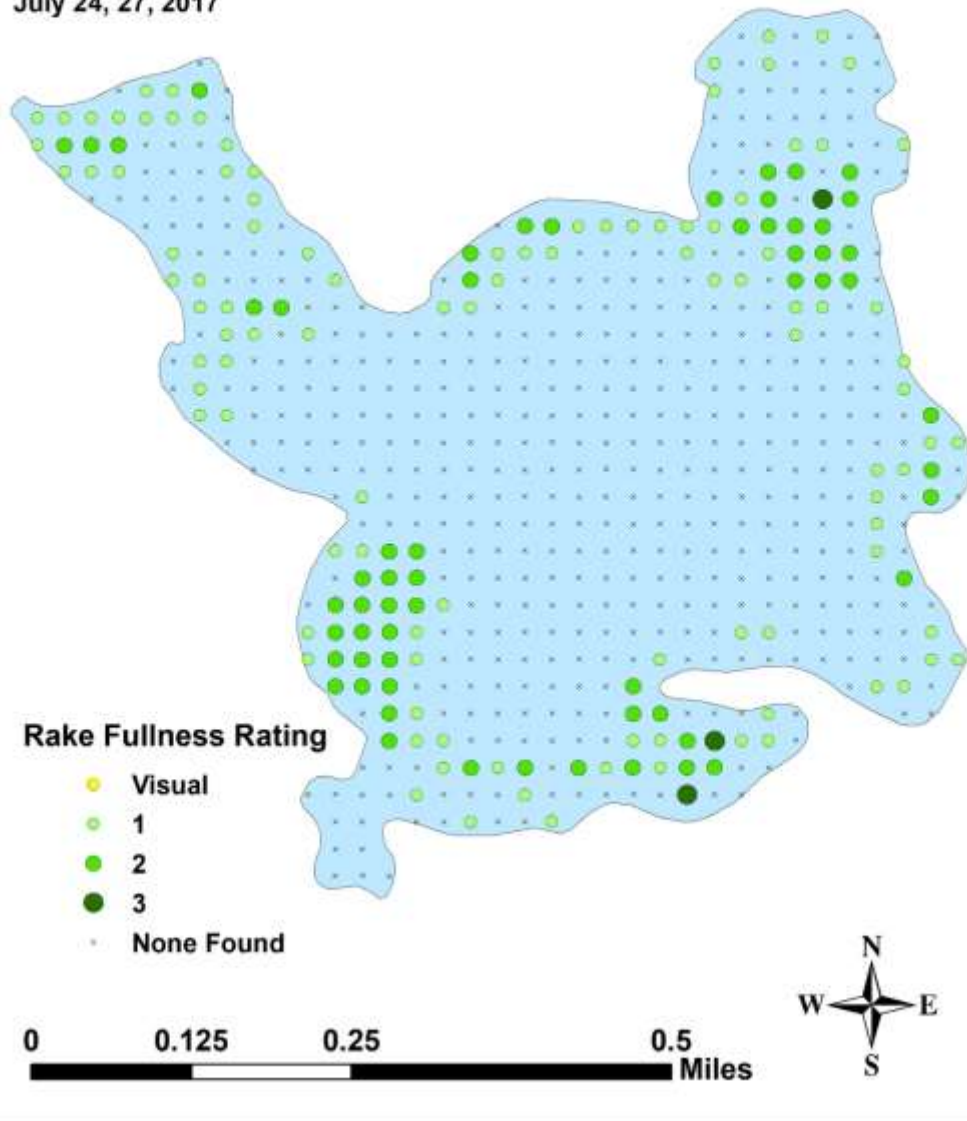 July 24, 27, 2017
Rake Fullness Rating
Visual
1
2
3
None Found
N
W E
S
0 0.125 0.25 0.5
Miles